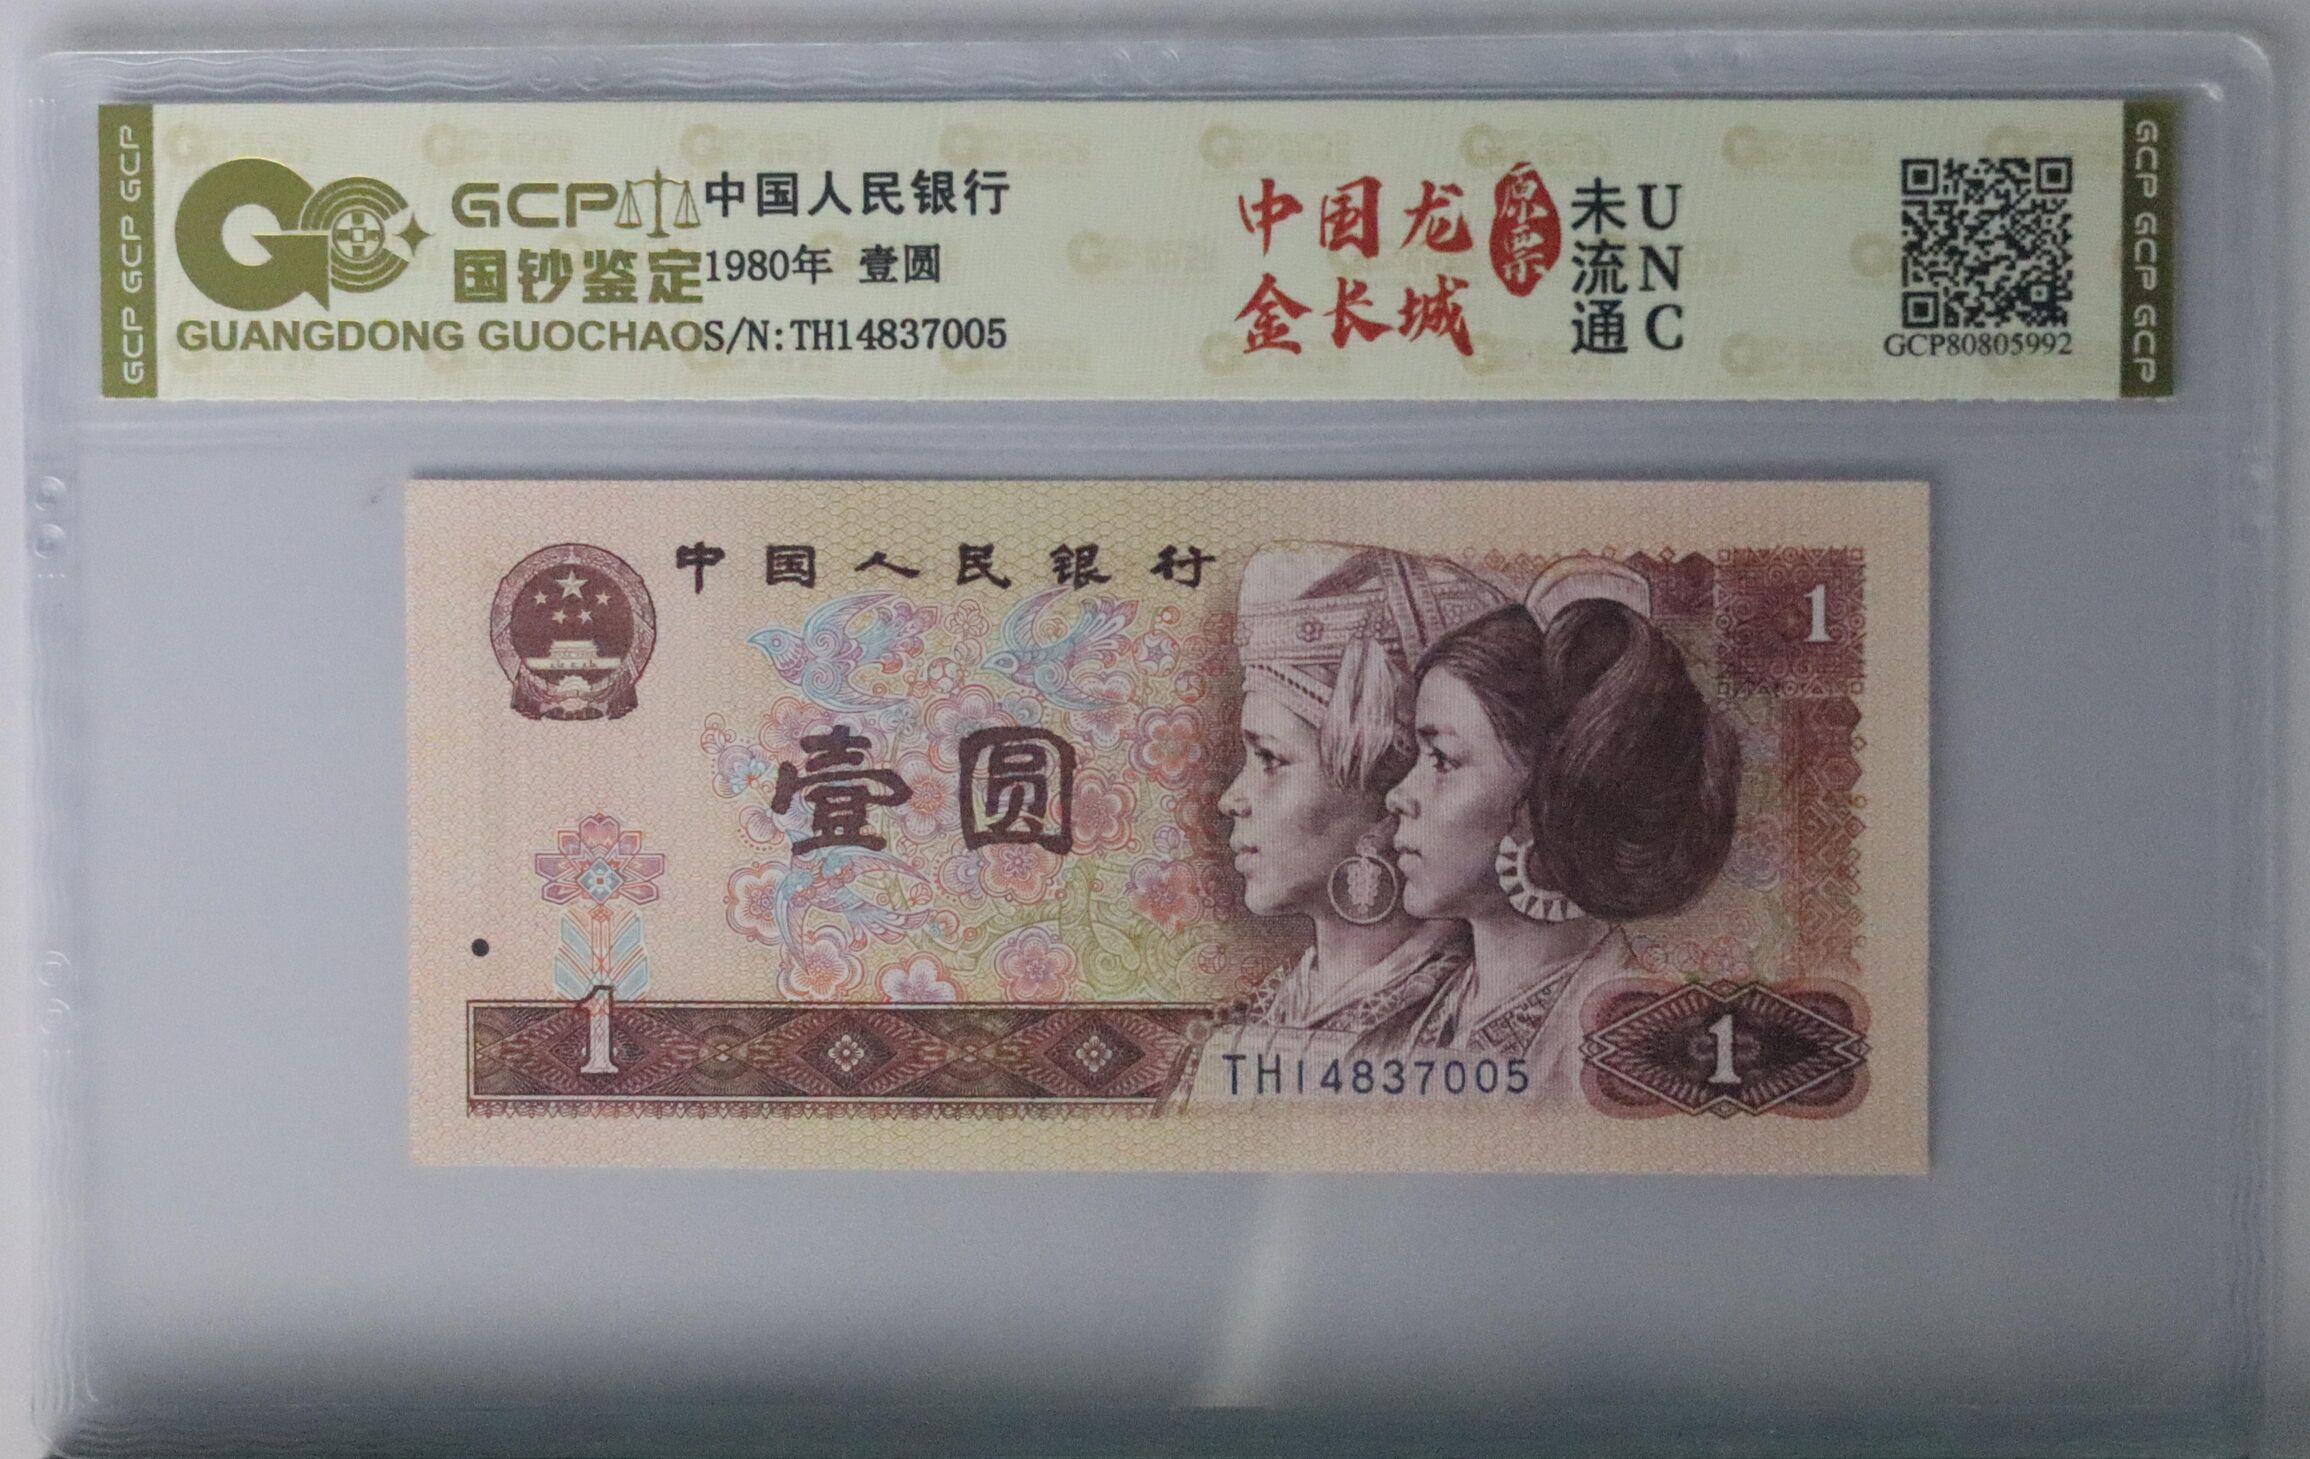 GCP GCP GCP
GCP
国钞鉴定
GUANGDONG GUOCHAO
中国人民银行
1980年 壹圆
S/N:TH14837005
中国龙
金长城
原票
未流通
UNC
GCP80805992
GCP GCP GCP
中国人民银行
1
壹圆
1
TH14837005
1